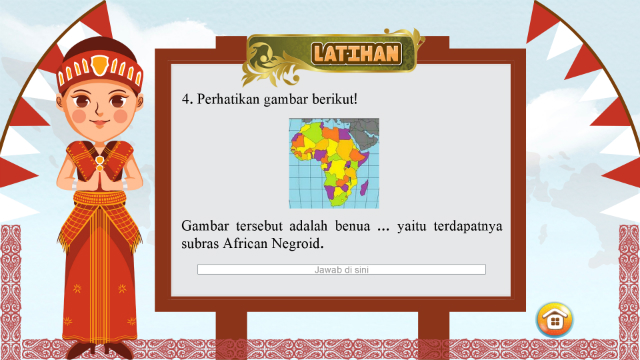 LATIHAN
4. Perhatikan gambar berikut!
Gambar tersebut adalah benua ... yaitu terdapatnya
subras African Negroid.
Jawab di sini